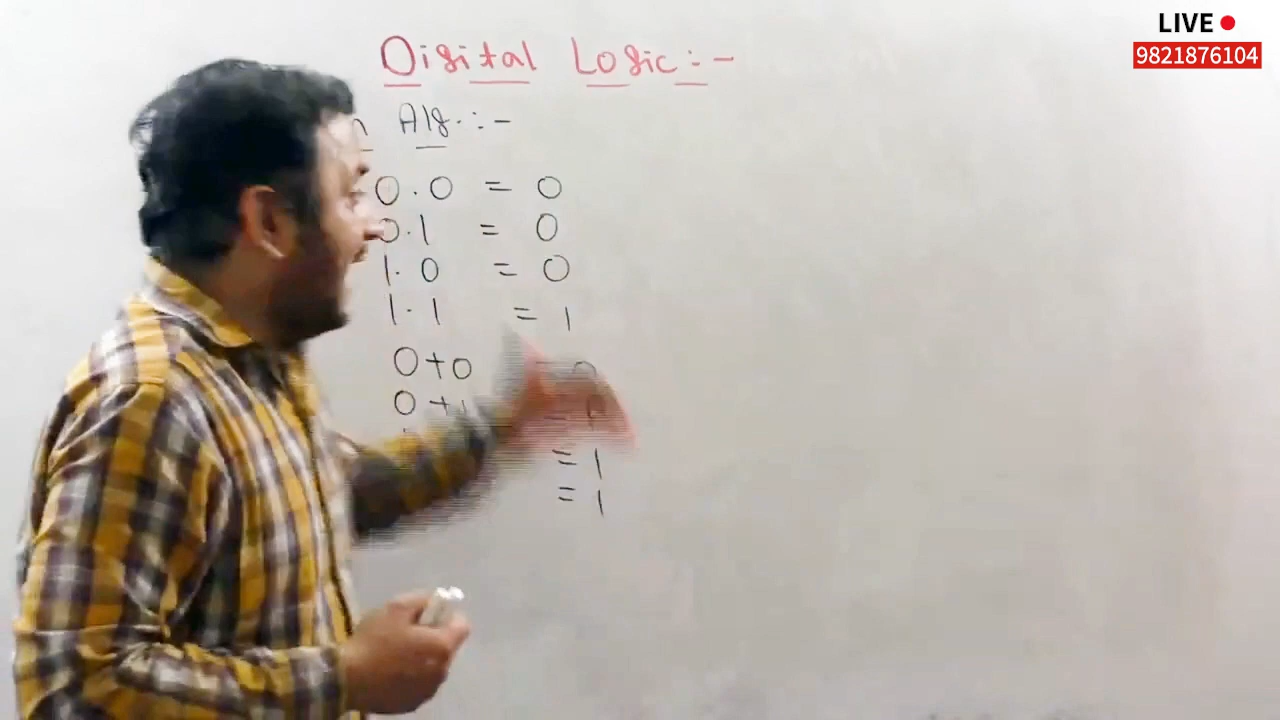 LIVE
9821876104
Digital Logic :-
Alg. :-
0 . 0 = 0
0 . 1 = 0
1 . 0 = 0
1 . 1 = 1
0 + 0
0 +
= 1
= 1